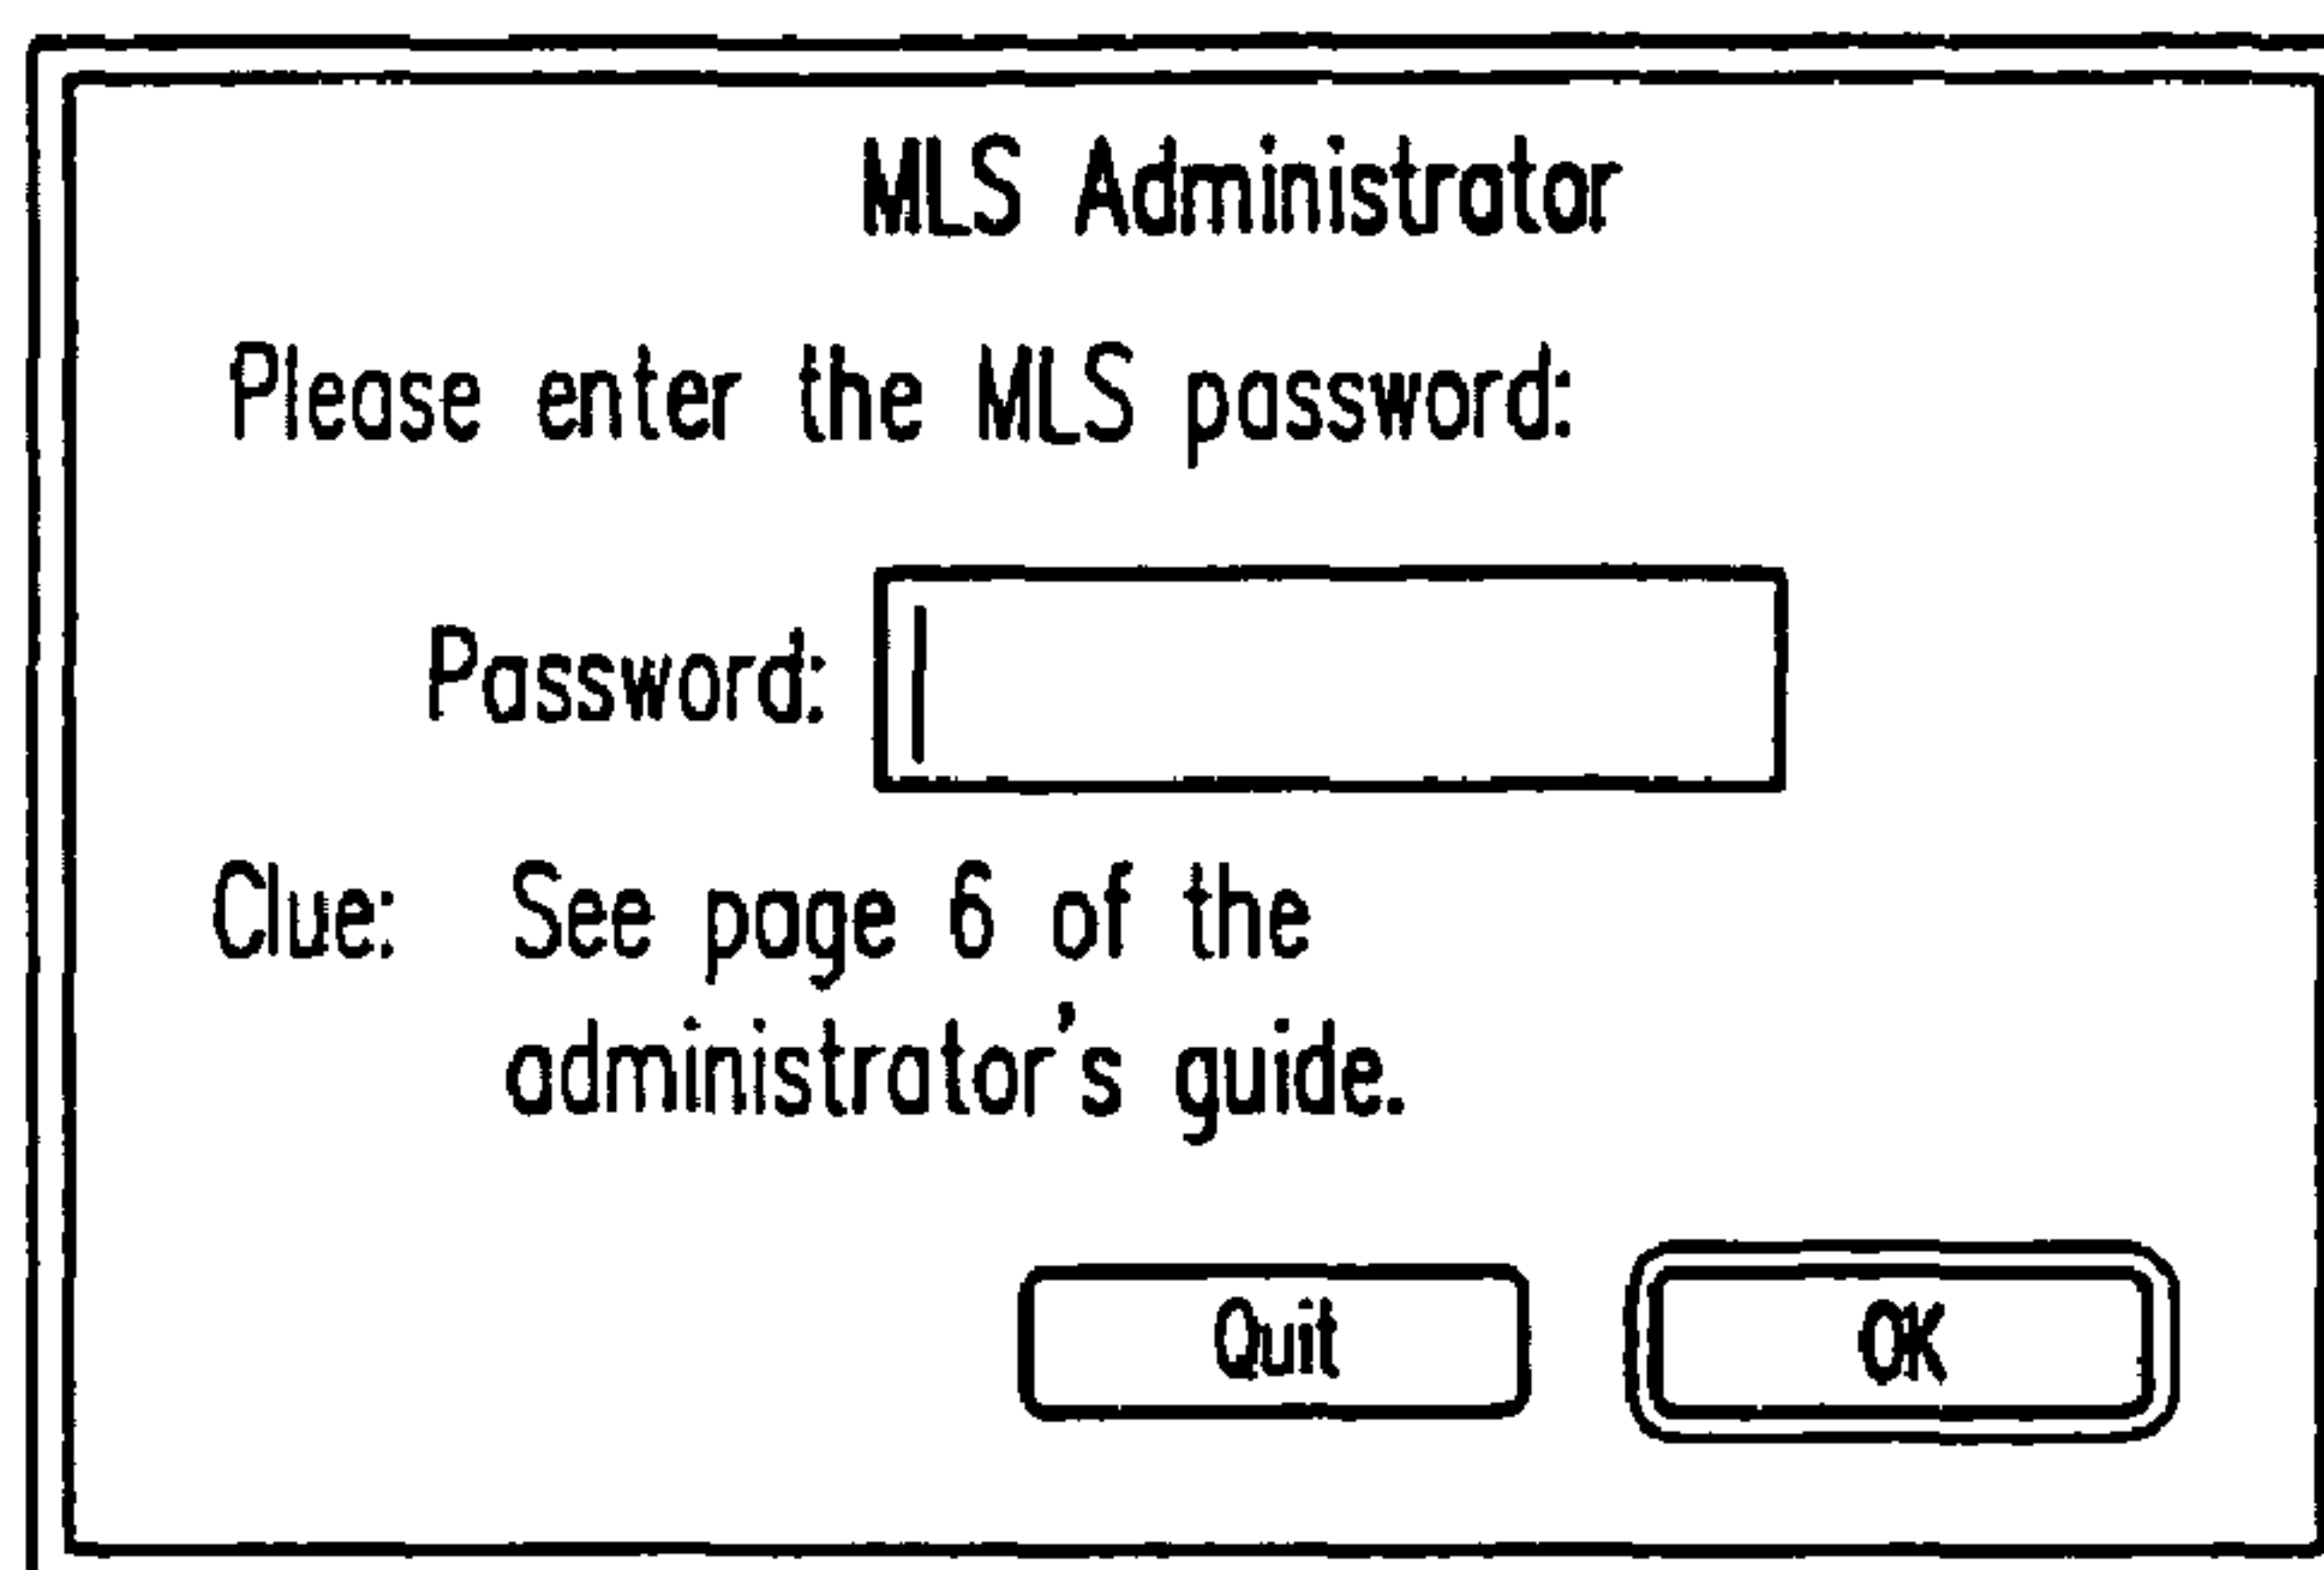 MLS Administrator
Please enter the MLS password:
Password:
Clue: See page 6 of the
administrator's guide.
Quit OK